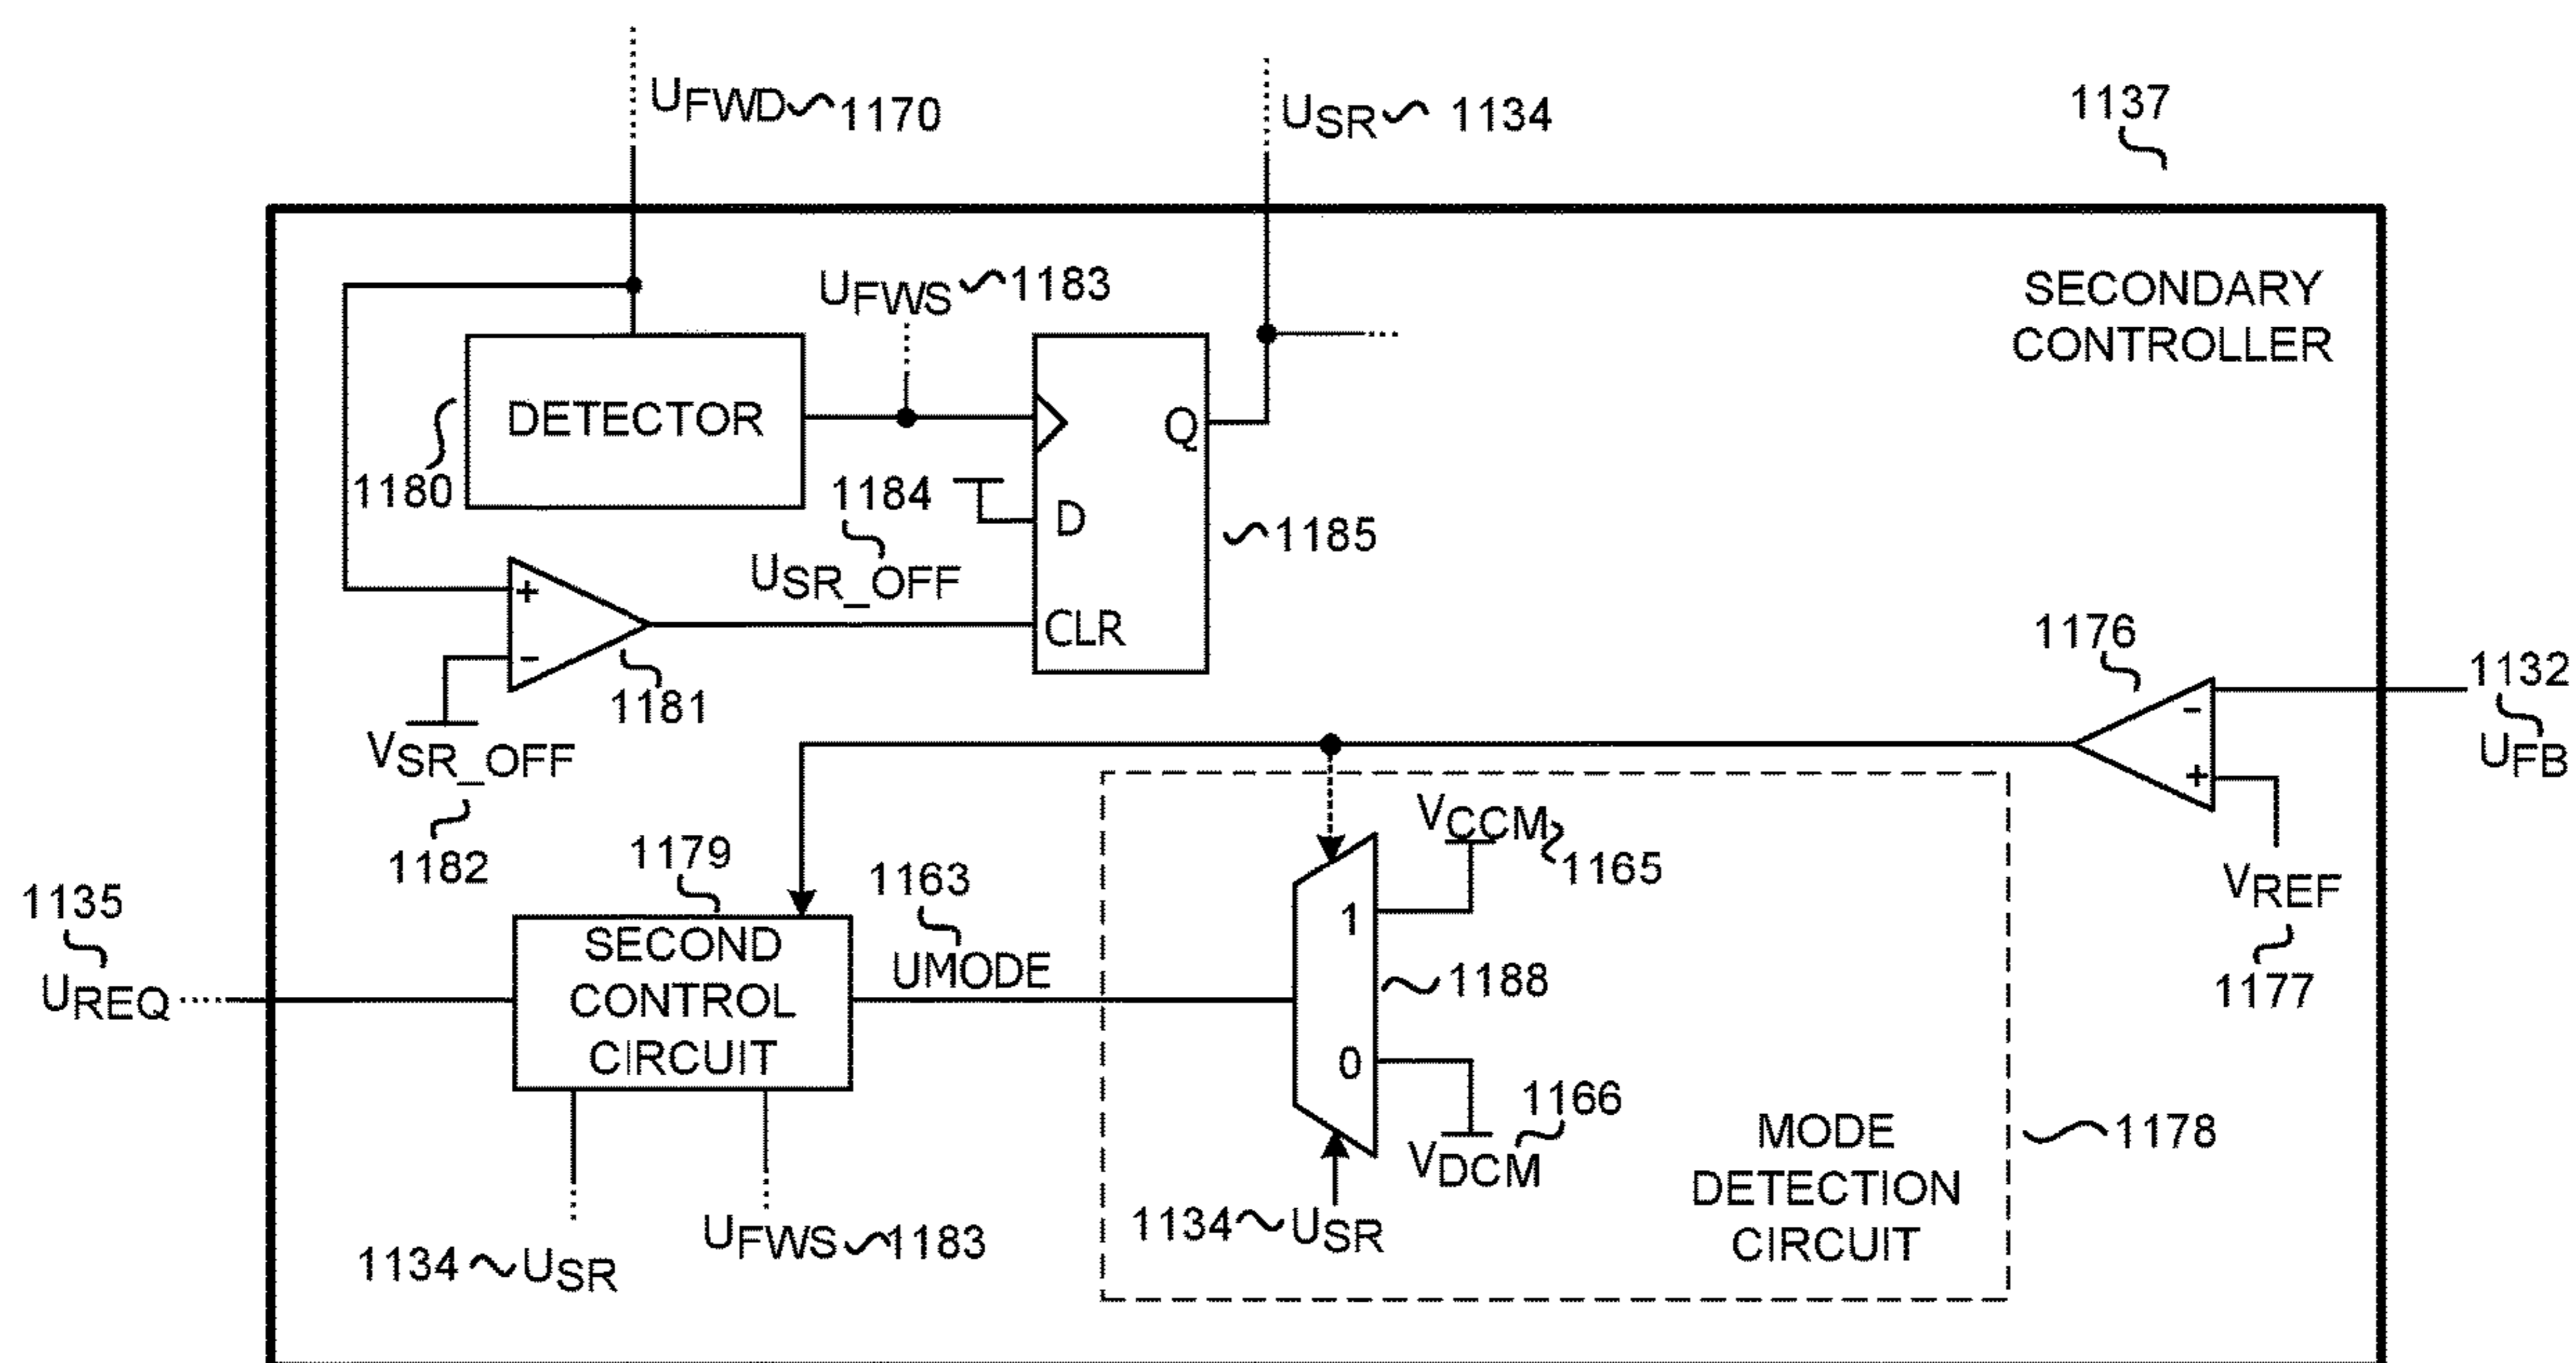 UFWD 1170
USR 1134
1137
SECONDARY
CONTROLLER
UFWS 1183
DETECTOR
1180
Q
D
CLR
1185
1184
USR_OFF
+
-
1181
VSR_OFF
1182
1176
-
+
1132
UFB
VREF
1177
1135
UREQ
1179
SECOND
CONTROL
CIRCUIT
1163
UMODE
VCCM
1165
1
1188
0
1166
VDCM
1134 USR
MODE
DETECTION
CIRCUIT
1178
1134 USR
UFWS 1183